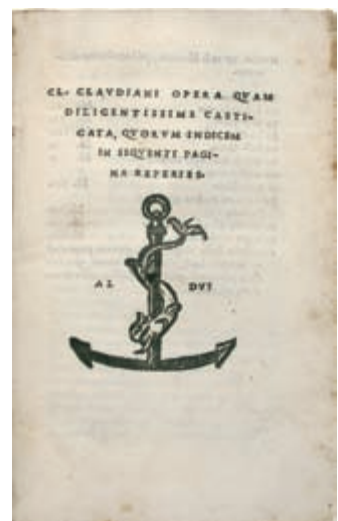 CL. CLAVDIANI OPERA QVAM
DILIGENTISSIME CASTI-
GATA, QVORVM INDICEM
IN SEQVENTI PAGI-
NA REPERIES.
AL DVS